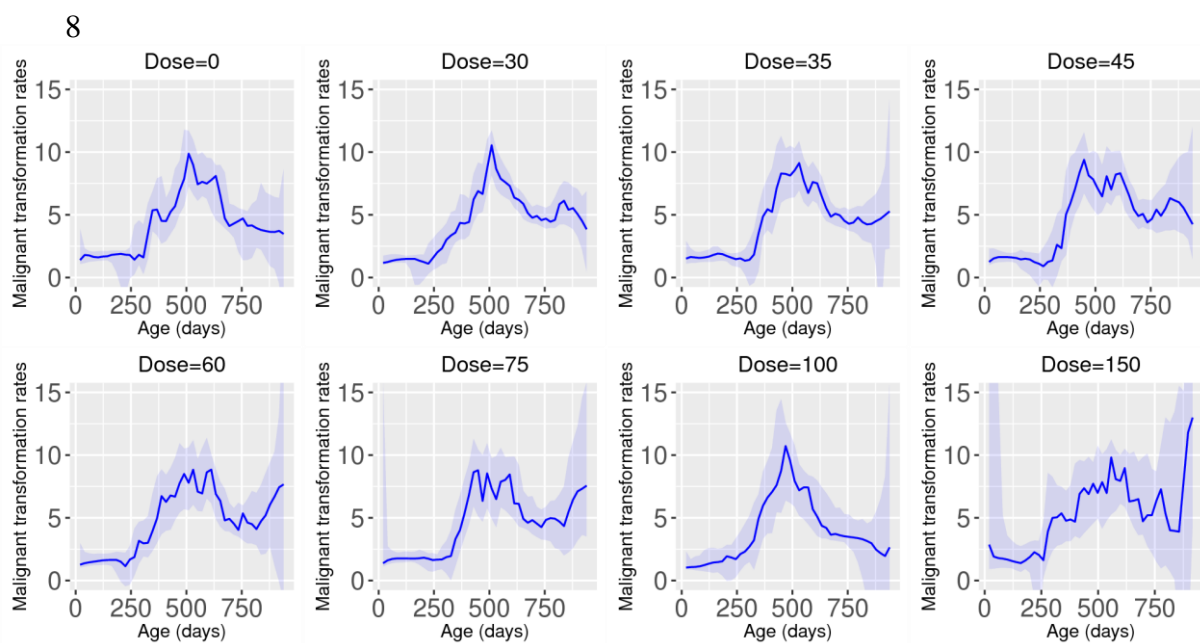 8
Dose=0
Dose=30
Dose=35
Dose=45
Malignant transformation rates
15
10
5
0
0 250 500 750
Age (days)
Malignant transformation rates
15
10
5
0
0 250 500 750
Age (days)
Malignant transformation rates
15
10
5
0
0 250 500 750
Age (days)
Malignant transformation rates
15
10
5
0
0 250 500 750
Age (days)
Dose=60
Dose=75
Dose=100
Dose=150
Malignant transformation rates
15
10
5
0
0 250 500 750
Age (days)
Malignant transformation rates
15
10
5
0
0 250 500 750
Age (days)
Malignant transformation rates
15
10
5
0
0 250 500 750
Age (days)
Malignant transformation rates
15
10
5
0
0 250 500 750
Age (days)